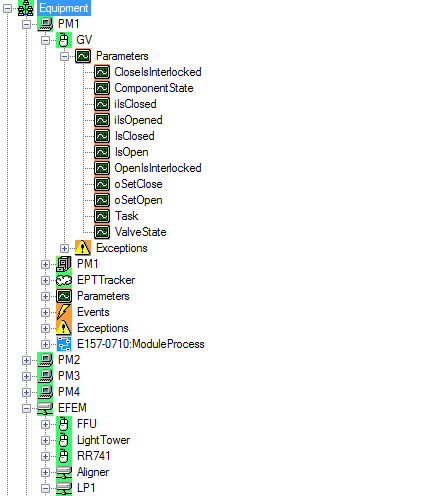 Equipment
PM1
GV
Parameters
CloseIsInterlocked
ComponentState
iIsClosed
iIsOpened
IsClosed
IsOpen
OpenIsInterlocked
oSetClose
oSetOpen
Task
ValveState
Exceptions
PM1
EPTTracker
Parameters
Events
Exceptions
E157-0710:ModuleProcess
PM2
PM3
PM4
EFEM
FFU
LightTower
RR741
Aligner
LP1